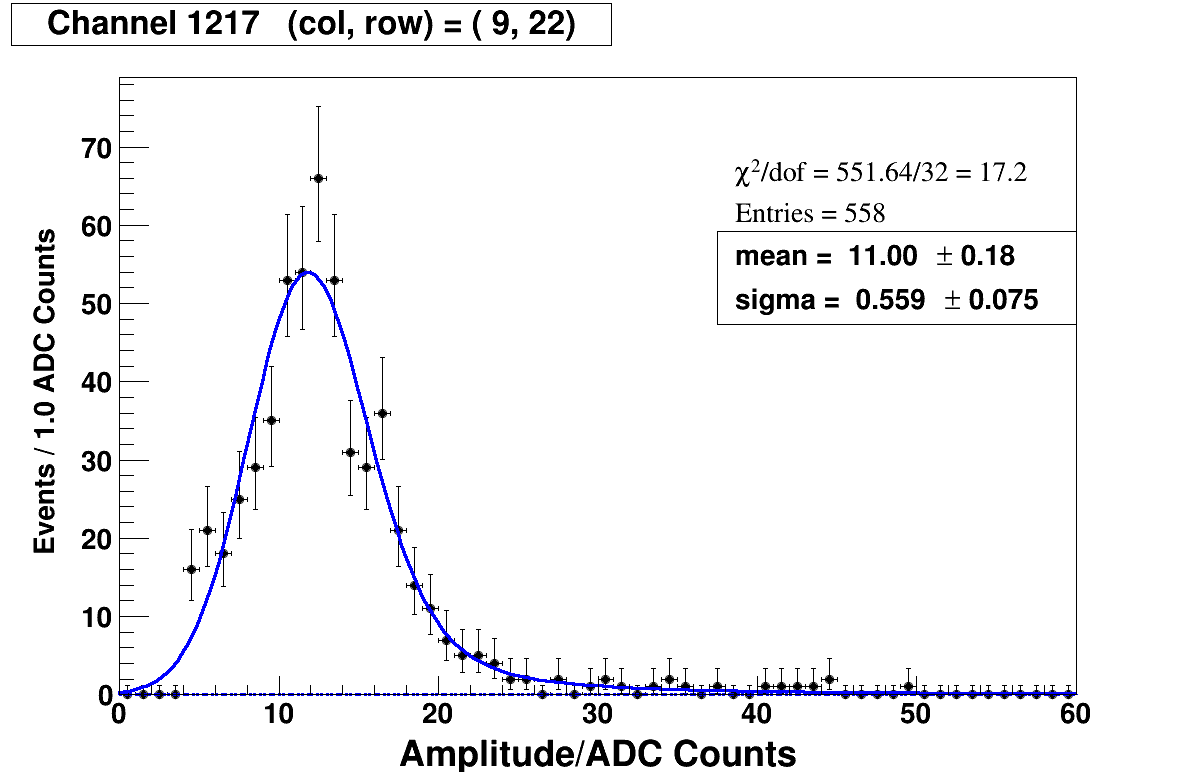 Channel 1217 (col, row) = ( 9, 22)
χ²/dof = 551.64/32 = 17.2
Entries = 558
mean = 11.00 ± 0.18
sigma = 0.559 ± 0.075
Events / 1.0 ADC Counts
70
60
50
40
30
20
10
0
0 10 20 30 40 50 60
Amplitude/ADC Counts